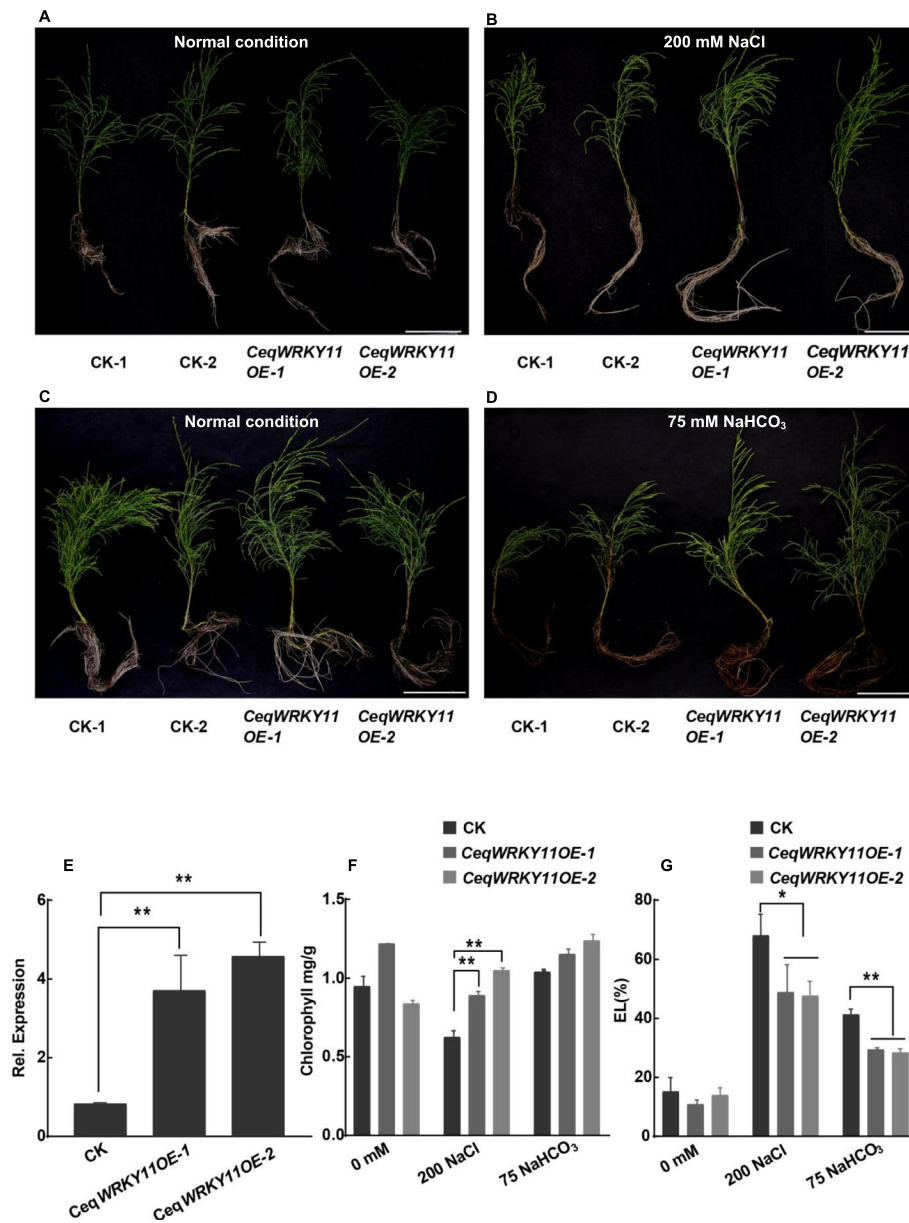 A
B
Normal condition
200 mM NaCl
CK-1
CK-2
CeqWRKY11
OE-1
CeqWRKY11
OE-2
CK-1
CK-2
CeqWRKY11
OE-1
CeqWRKY11
OE-2
C
D
Normal condition
75 mM NaHCO₃
D
CK-1
CK-2
CeqWRKY11
OE-1
CeqWRKY11
OE-2
CK-1
CK-2
CeqWRKY11
OE-1
CeqWRKY11
OE-2
E
Rel. Expression
6
4
2
0
**
**
CK
CeqWRKY11OE-1
CeqWRKY11OE-2
CK
CeqWRKY11OE-1
CeqWRKY11OE-2
F
Chlorophyll mg/g
1.5
1.0
0.5
0.0
**
**
0 mM
200 NaCl
75 NaHCO₃
CK
CeqWRKY11OE-1
CeqWRKY11OE-2
G
EL(%)
80
60
40
20
0
*
**
0 mM
200 NaCl
75 NaHCO₃